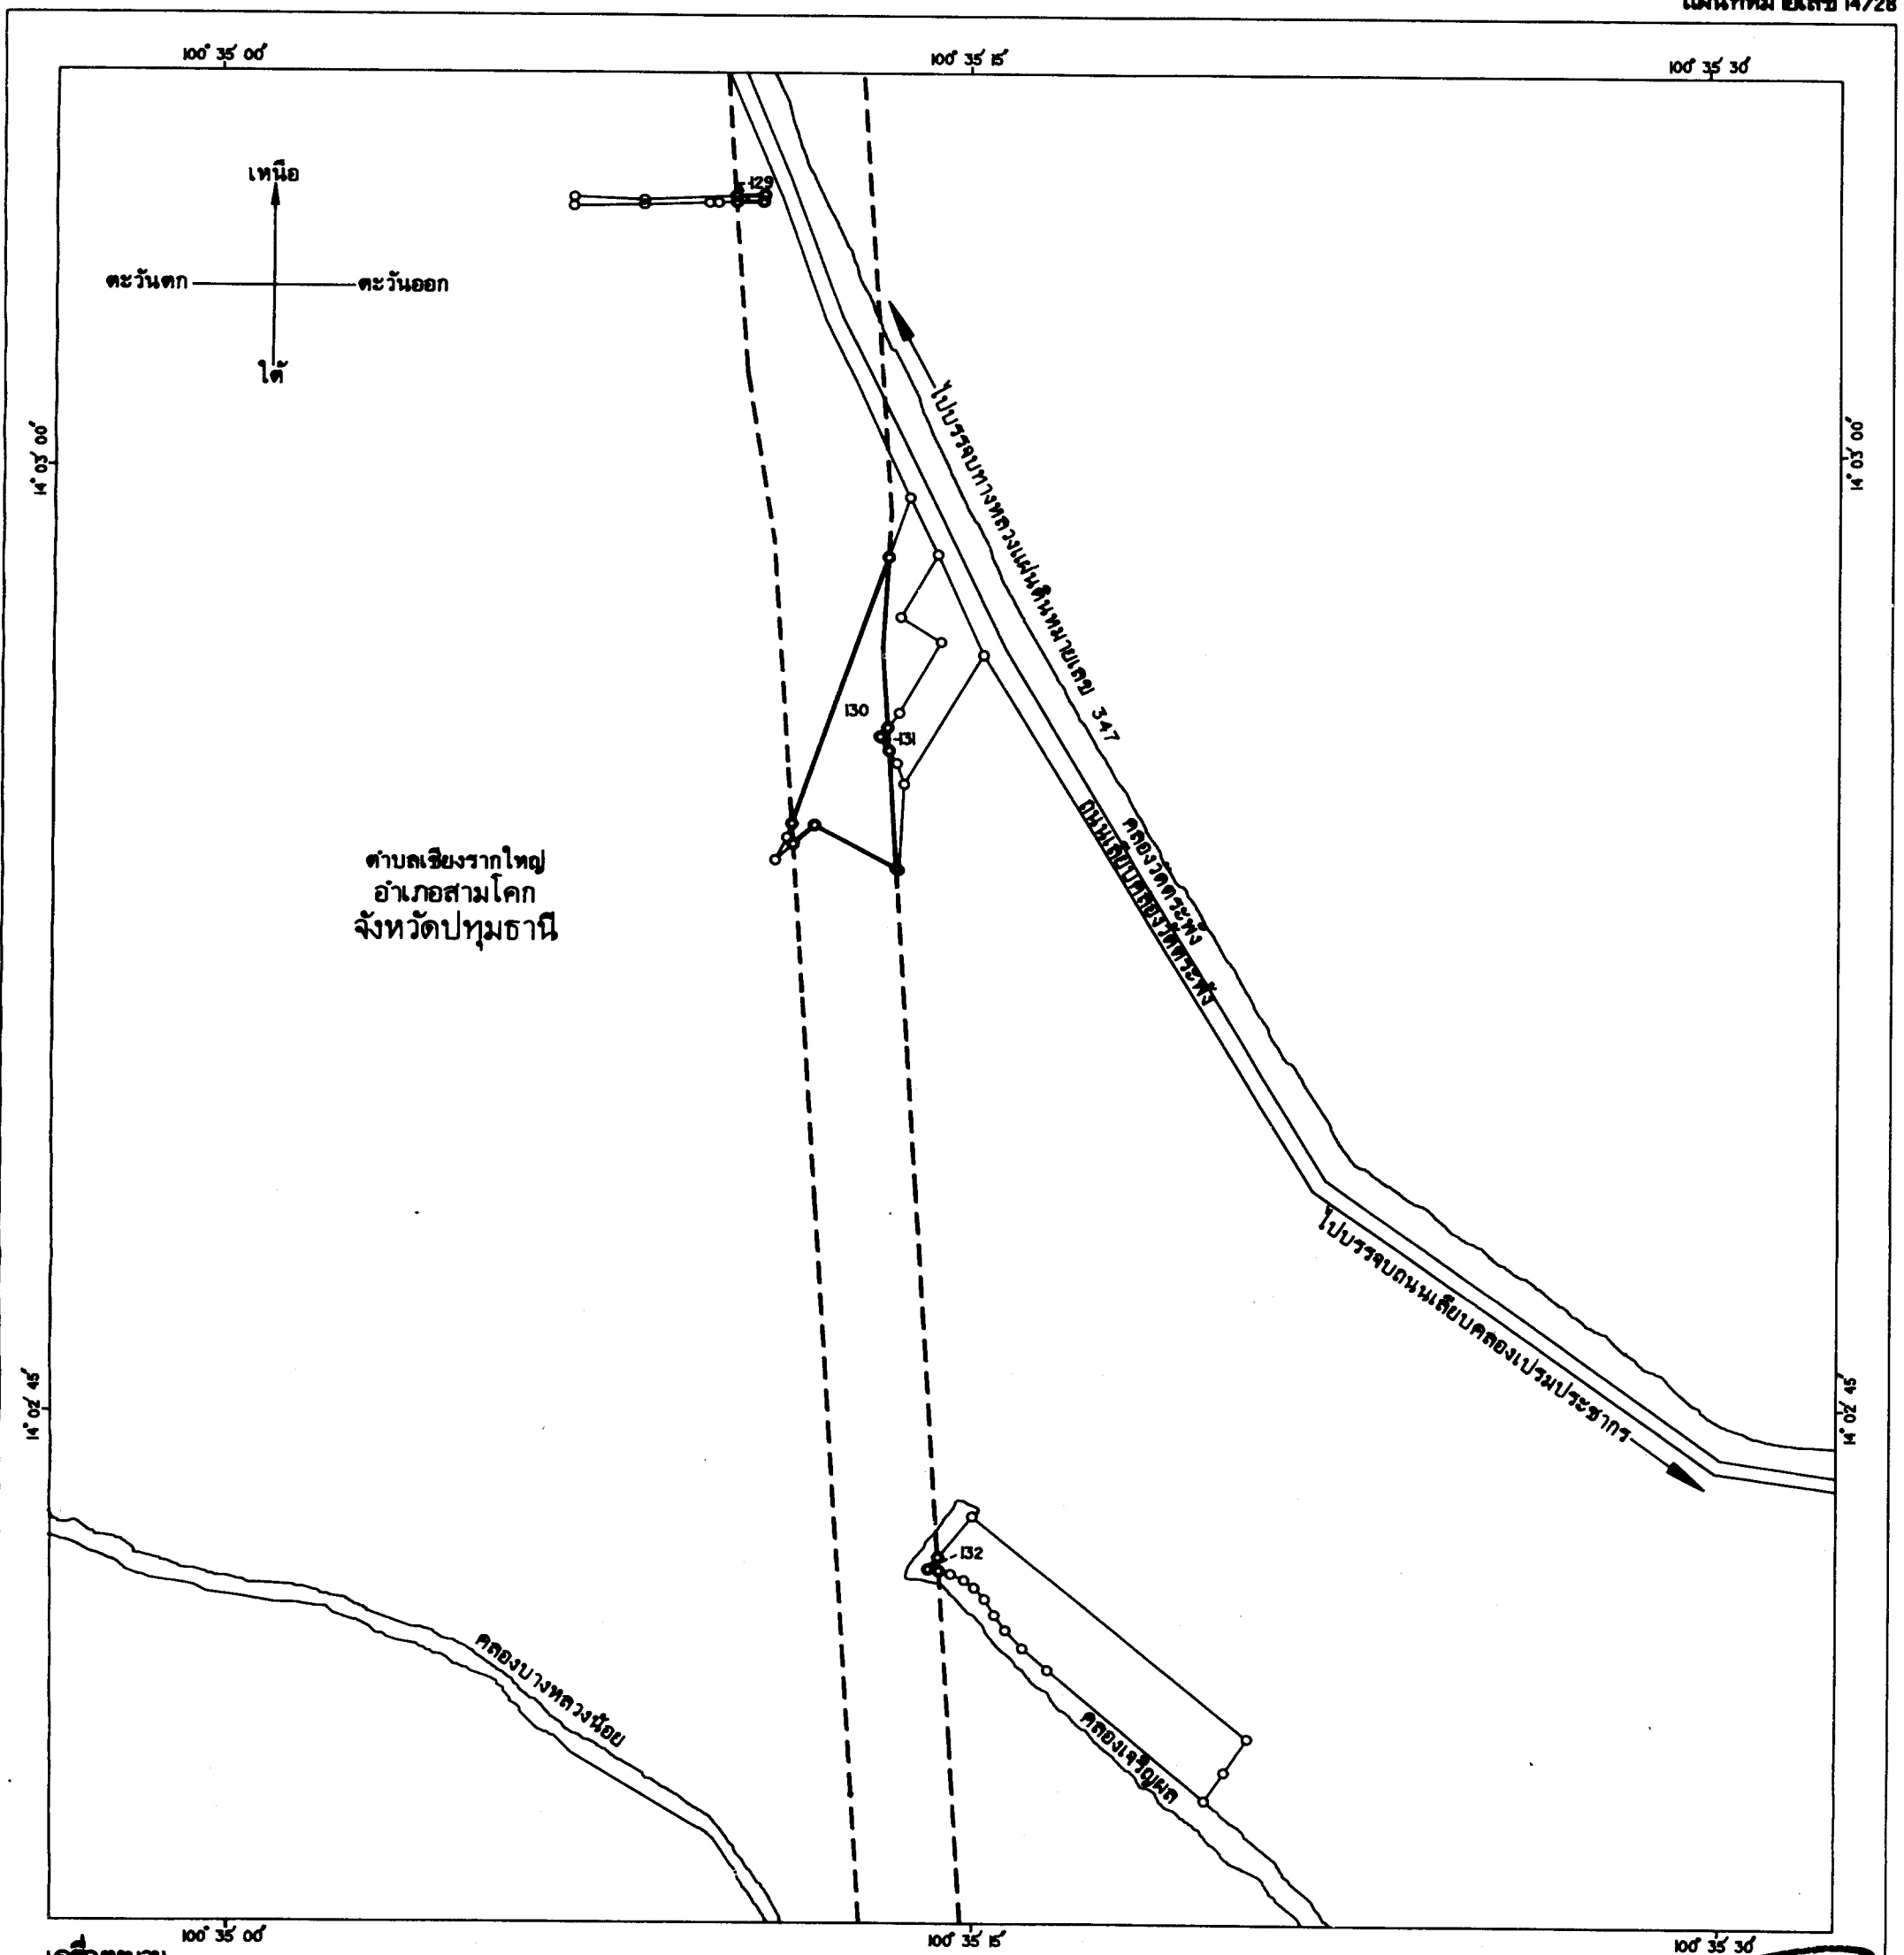 แผนที่หมายเลข 14/28
100° 35′ 00″
100° 35′ 15″
100° 35′ 30″
เหนือ
ตะวันตก
ตะวันออก
ใต้
129
14° 03′ 00″
14° 03′ 00″
ไปบรรจบทางหลวงแผ่นดินหมายเลข 347
130
131
คลองวัดตระพัง
ถนนเลียบคลองวัดตระพัง
ตำบลเชียงรากใหญ่
อำเภอสามโคก
จังหวัดปทุมธานี
ไปบรรจบถนนเลียบคลองเปรมประชากร
14° 02′ 45″
14° 02′ 45″
132
คลองบางหลวงน้อย
คลองเจริญผล
100° 35′ 00″
100° 35′ 15″
100° 35′ 30″